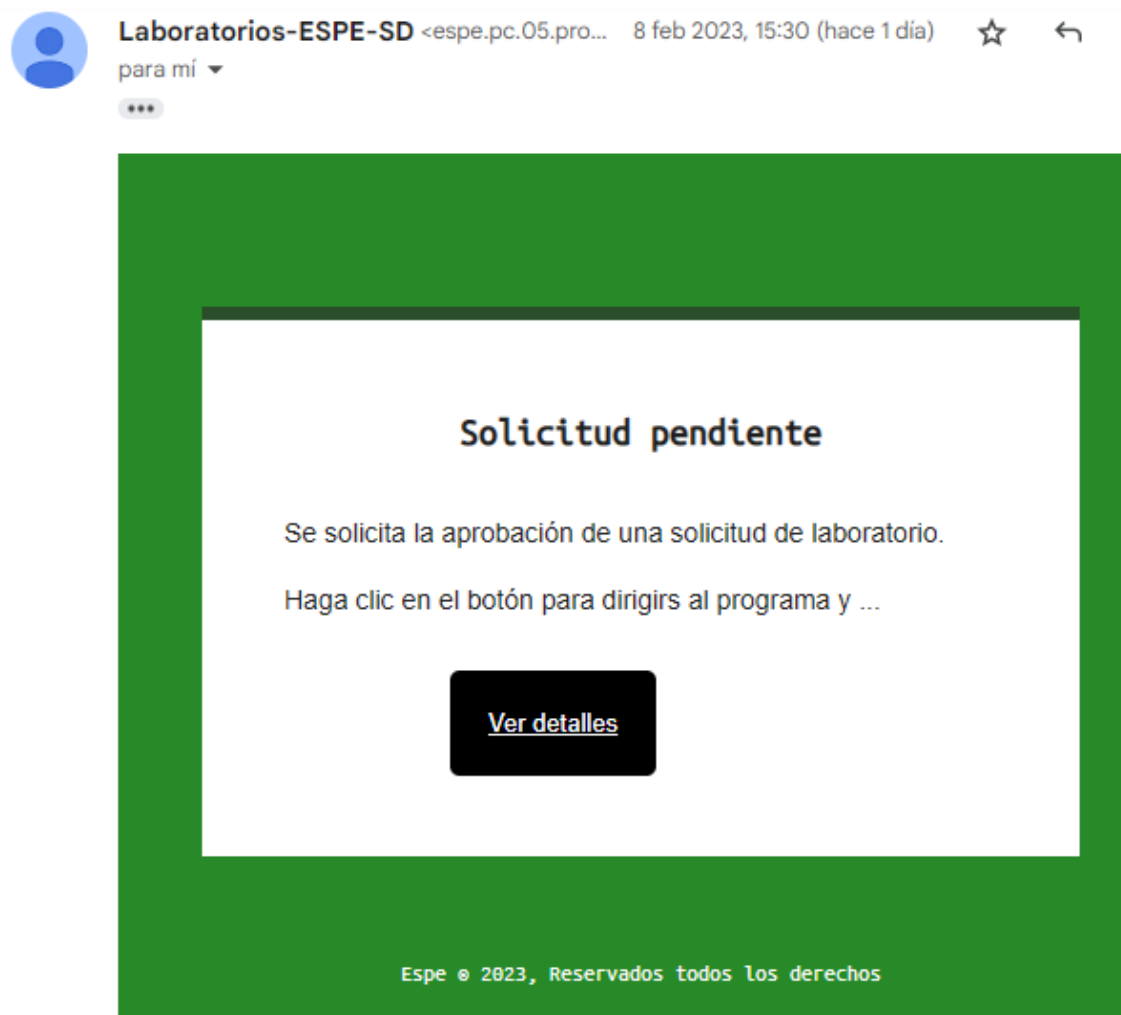 Laboratorios-ESPE-SD <espe.pc.05.pro... 8 feb 2023, 15:30 (hace 1 día)
para mí
Solicitud pendiente
Se solicita la aprobación de una solicitud de laboratorio.
Haga clic en el botón para dirigirs al programa y ...
Ver detalles
Espe © 2023, Reservados todos los derechos